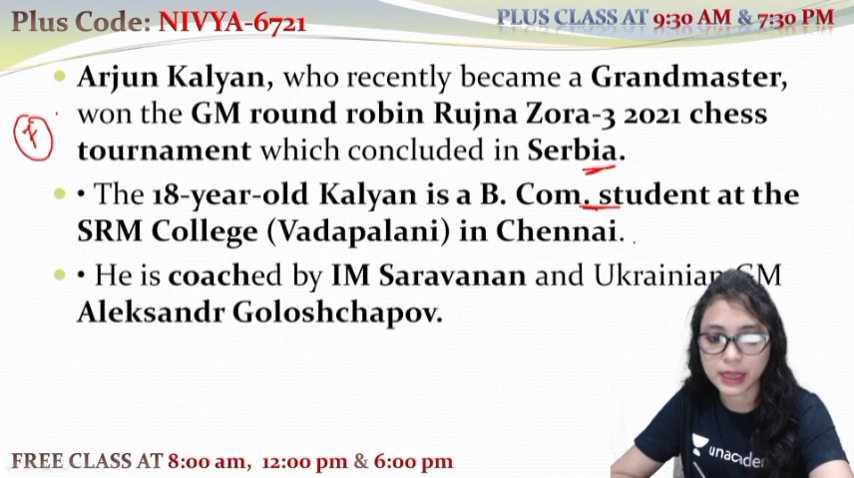 Plus Code: NIVYA-6721
PLUS CLASS AT 9:30 AM & 7:30 PM
• Arjun Kalyan, who recently became a Grandmaster,
won the GM round robin Rujna Zora-3 2021 chess
tournament which concluded in Serbia.
• • The 18-year-old Kalyan is a B. Com. student at the
SRM College (Vadapalani) in Chennai.
• • He is coached by IM Saravanan and Ukrainian GM
Aleksandr Goloshchapov.
unacademy
FREE CLASS AT 8:00 am, 12:00 pm & 6:00 pm